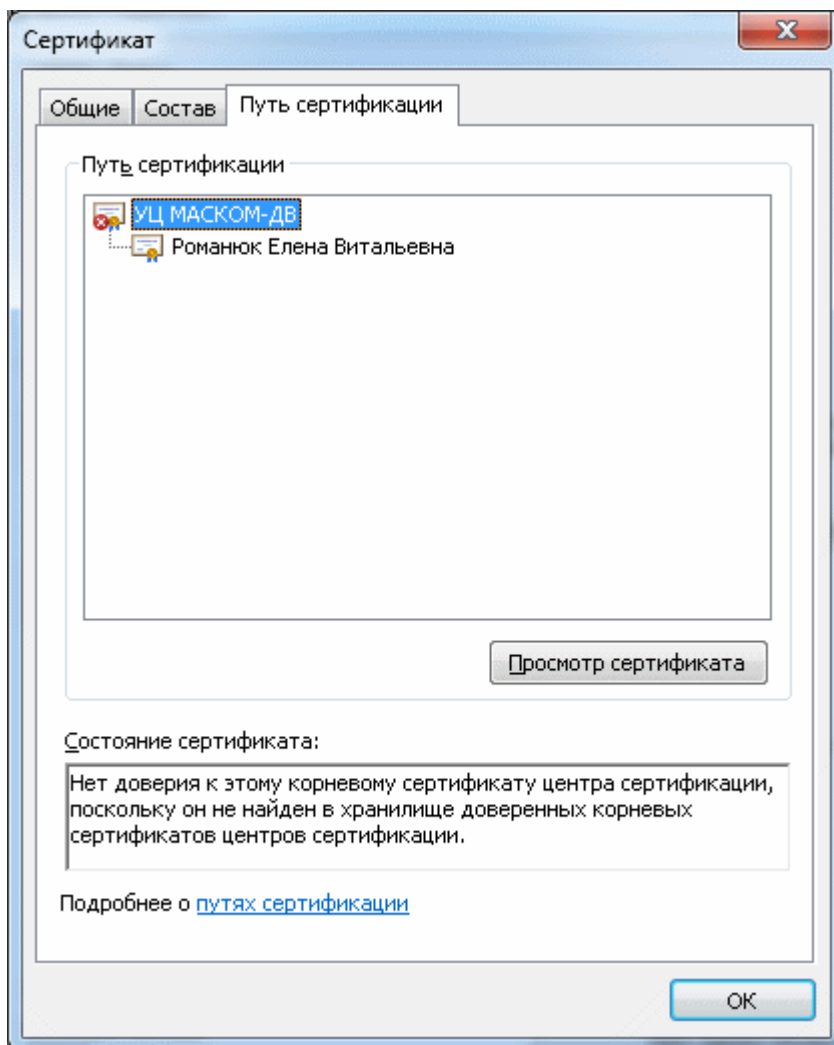 Сертификат
Общие Состав Путь сертификации
Путь сертификации
УЦ МАСКОМ-ДВ
Романюк Елена Витальевна
Просмотр сертификата
Состояние сертификата:
Нет доверия к этому корневому сертификату центра сертификации,
поскольку он не найден в хранилище доверенных корневых
сертификатов центров сертификации.
Подробнее о путях сертификации
ОК